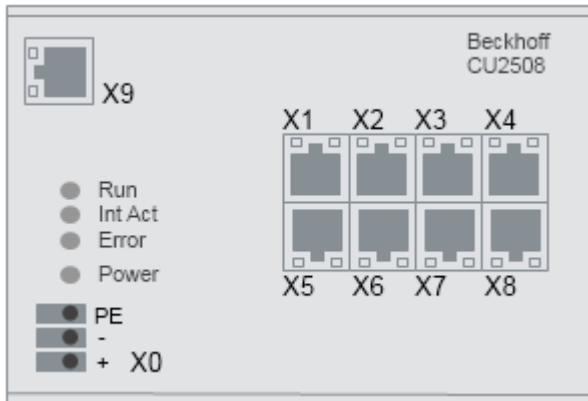 Beckhoff
CU2508
X9
X1 X2 X3 X4
Run
Int Act
Error
Power
X5 X6 X7 X8
PE
-
+ X0